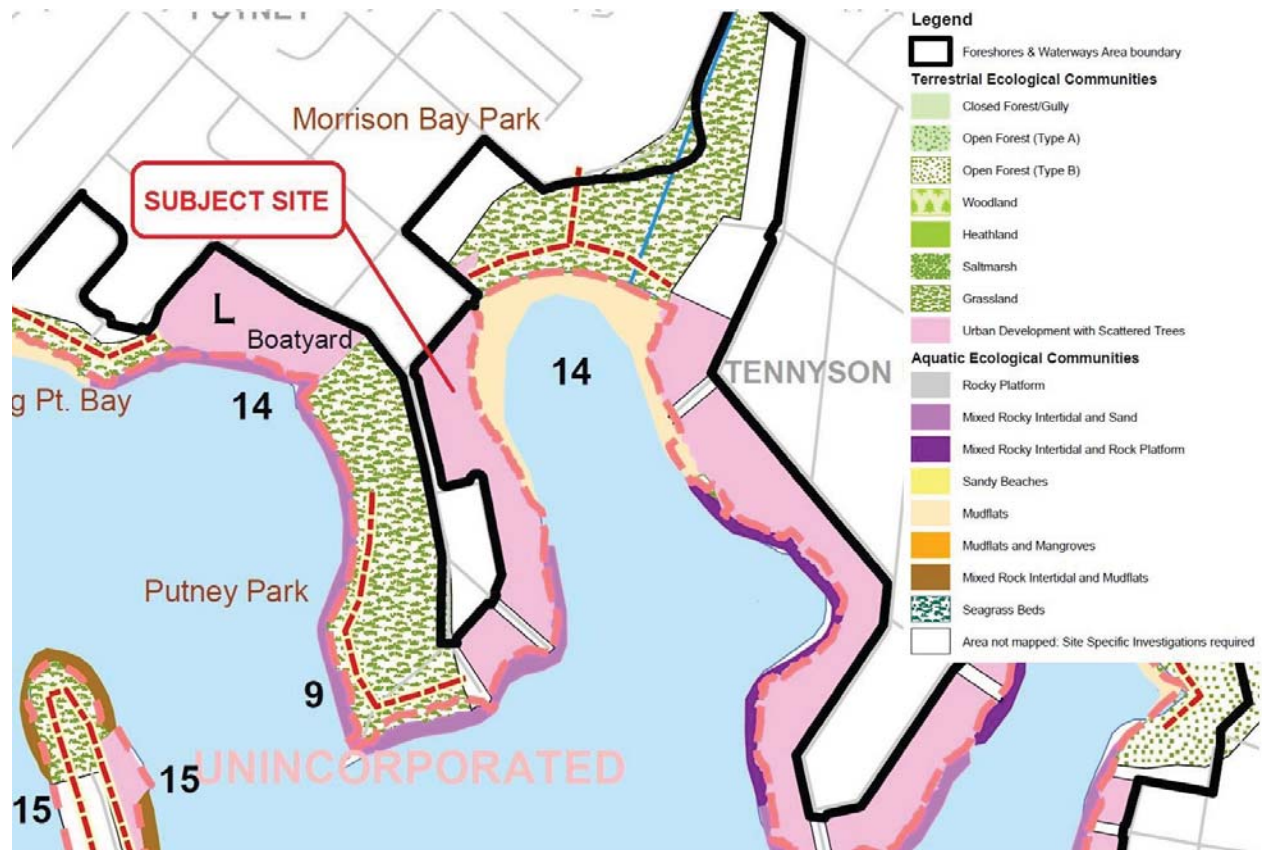 PUTNEY
Morrison Bay Park
SUBJECT SITE
L
Boatyard
14
14
TENNYSON
g Pt. Bay
Putney Park
9
UNINCORPORATED
15
15
Legend
Foreshores & Waterways Area boundary
Terrestrial Ecological Communities
Closed Forest/Gully
Open Forest (Type A)
Open Forest (Type B)
Woodland
Heathland
Saltmarsh
Grassland
Urban Development with Scattered Trees
Aquatic Ecological Communities
Rocky Platform
Mixed Rocky Intertidal and Sand
Mixed Rocky Intertidal and Rock Platform
Sandy Beaches
Mudflats
Mudflats and Mangroves
Mixed Rock Intertidal and Mudflats
Seagrass Beds
Area not mapped: Site Specific Investigations required